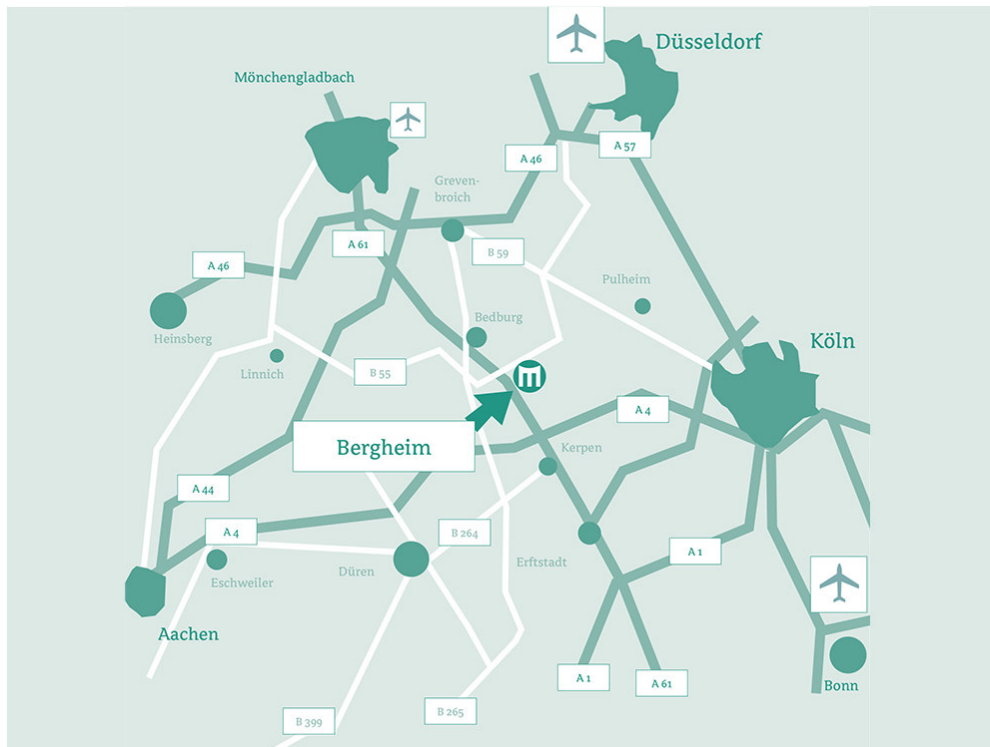 Düsseldorf
Mönchengladbach
A 57
A 46
Greven-
broich
A 61
B 59
A 46
Pulheim
Bedburg
Heinsberg
Köln
Linnich
B 55
A 4
Bergheim
Kerpen
A 44
A 4
B 264
A 1
Düren
Erftstadt
Eschweiler
Aachen
A 1
A 61
Bonn
B 265
B 399